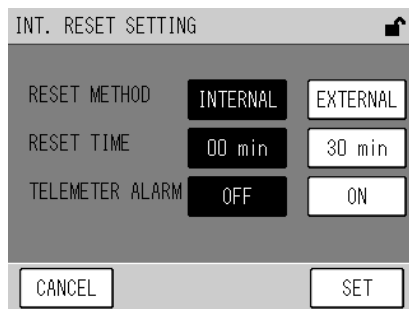 INT. RESET SETTING
RESET METHOD INTERNAL EXTERNAL
RESET TIME 00 min 30 min
TELEMETER ALARM OFF ON
CANCEL SET